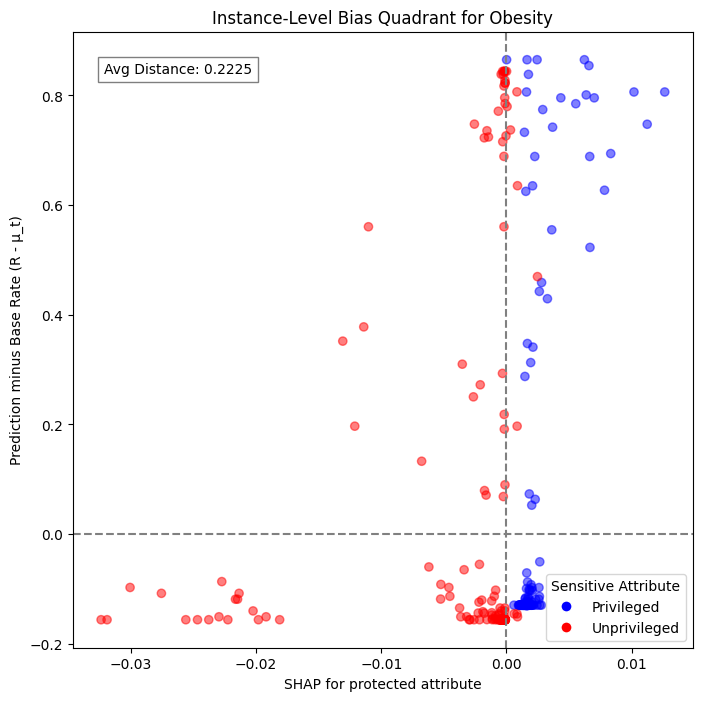 Instance-Level Bias Quadrant for Obesity
Avg Distance: 0.2225
Prediction minus Base Rate (R - μ_t)
0.8
0.6
0.4
0.2
0.0
−0.2
−0.03
−0.02
−0.01
0.00
0.01
SHAP for protected attribute
Sensitive Attribute
Privileged
Unprivileged